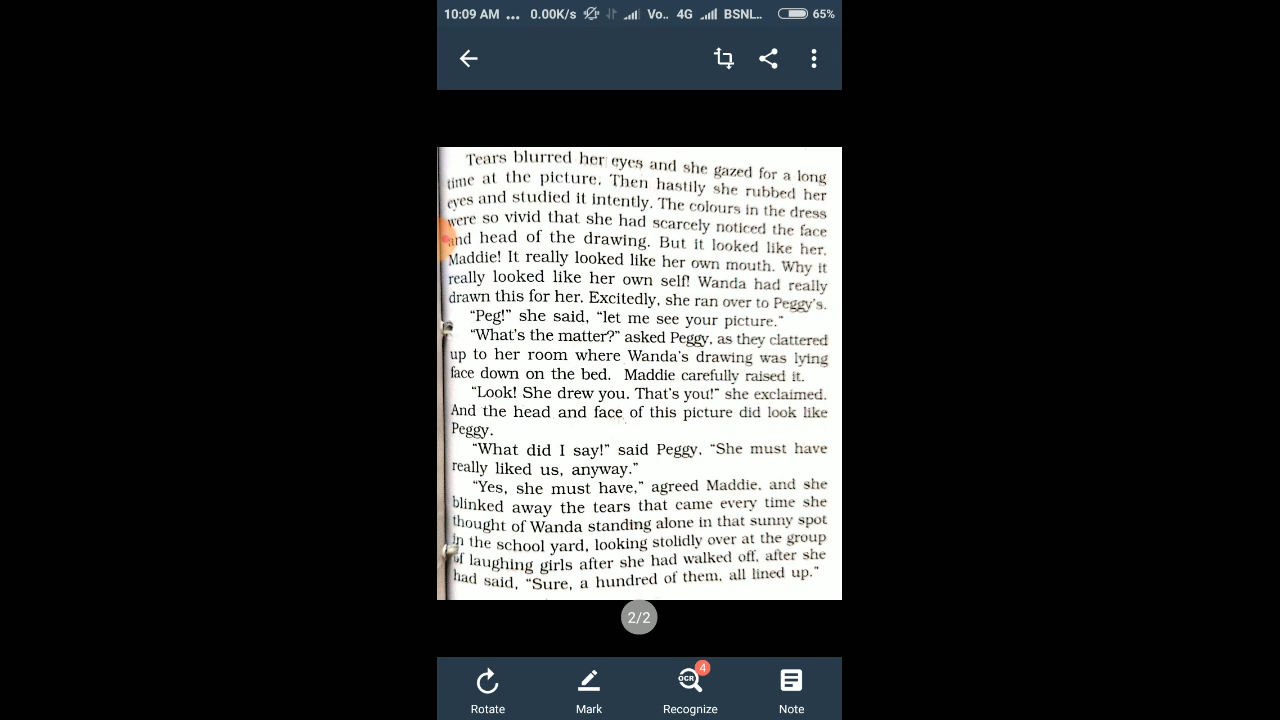 10:09 AM ... 0.00K/s Vo.. 4G BSNL.. 65%
Tears blurred her eyes and she gazed for a long
time at the picture. Then hastily she rubbed her
eyes and studied it intently. The colours in the dress
were so vivid that she had scarcely noticed the face
and head of the drawing. But it looked like her,
Maddie! It really looked like her own mouth. Why it
really looked like her own self! Wanda had really
drawn this for her. Excitedly, she ran over to Peggy's.
“Peg!” she said, “let me see your picture.”
“What's the matter?” asked Peggy, as they clattered
up to her room where Wanda's drawing was lying
face down on the bed. Maddie carefully raised it.
“Look! She drew you. That's you!” she exclaimed.
And the head and face of this picture did look like
Peggy.
“What did I say!” said Peggy, “She must have
really liked us, anyway.”
“Yes, she must have,” agreed Maddie, and she
blinked away the tears that came every time she
thought of Wanda standing alone in that sunny spot
in the school yard, looking stolidly over at the group
of laughing girls after she had walked off, after she
had said, “Sure, a hundred of them, all lined up.”
2/2
OCR 4
Rotate Mark Recognize Note